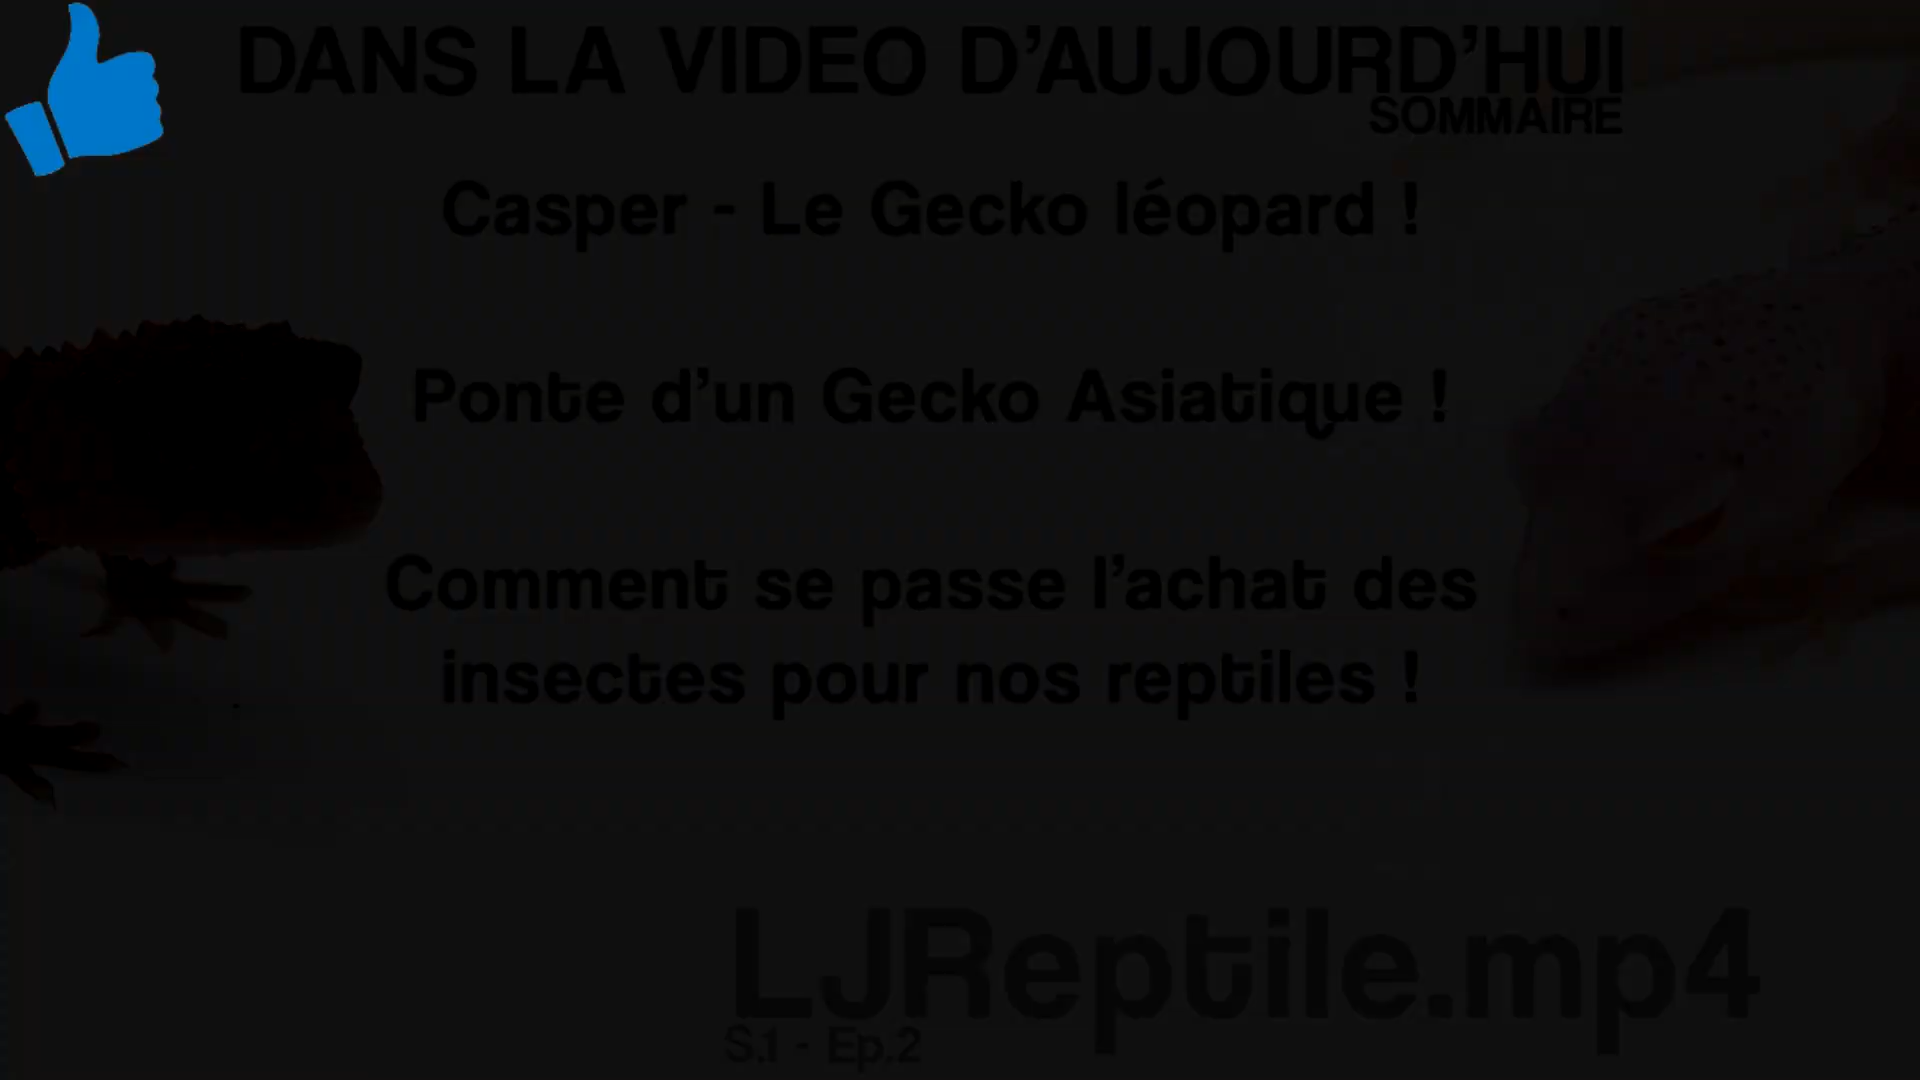 DANS LA VIDEO D'AUJOURD'HUI
SOMMAIRE
Casper - Le Gecko léopard !
Ponte d'un Gecko Asiatique !
Comment se passe l'achat des
insectes pour nos reptiles !
LJReptile.mp4
S.1 - Ep.2